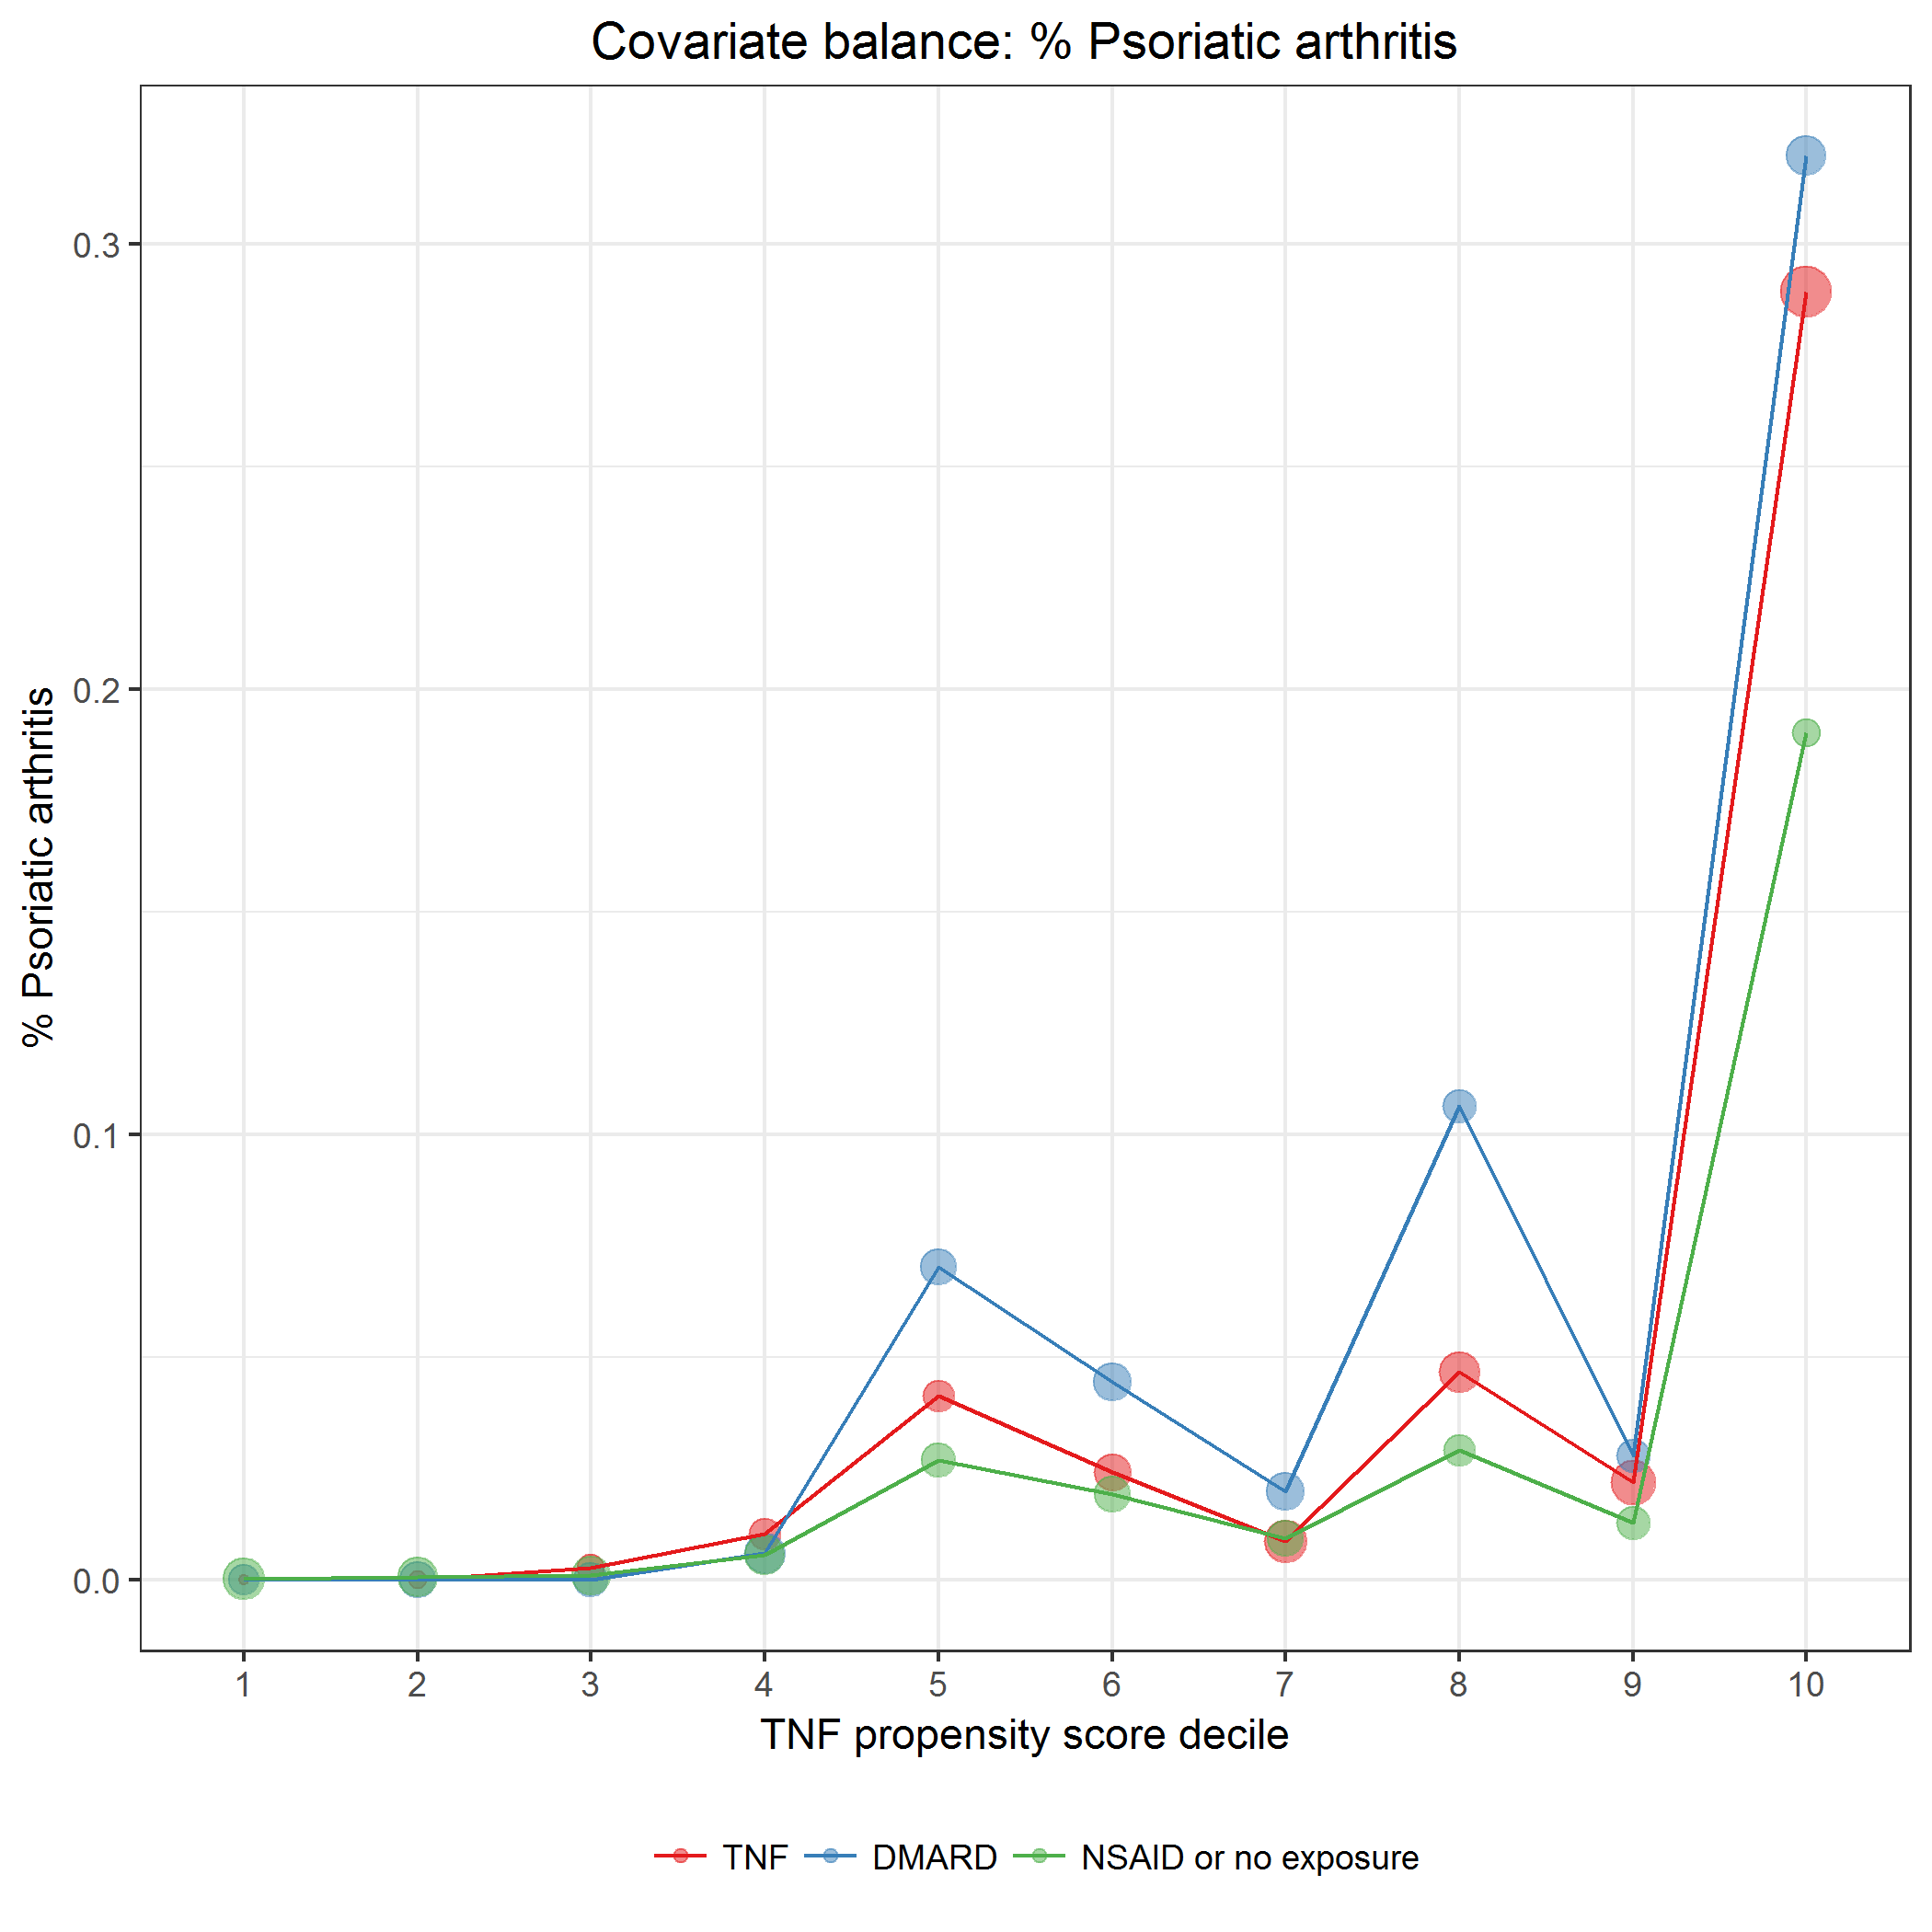 Covariate balance: % Psoriatic arthritis
% Psoriatic arthritis
0.3
0.2
0.1
0.0
1 2 3 4 5 6 7 8 9 10
TNF propensity score decile
TNF DMARD NSAID or no exposure